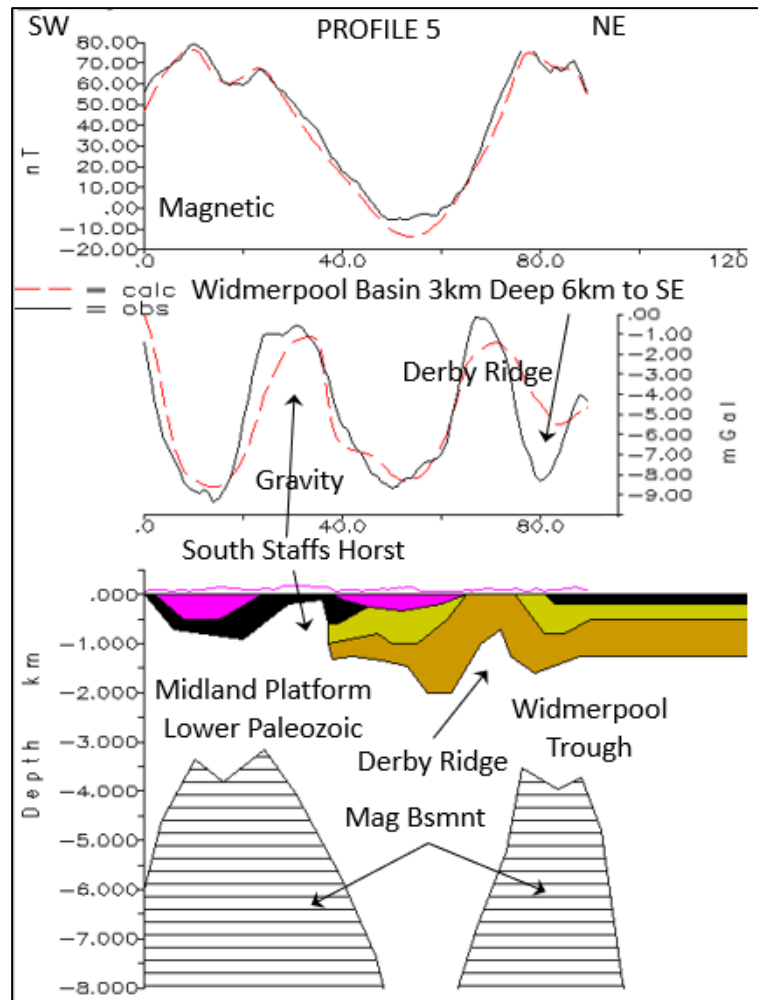 SW PROFILE 5 NE
80.00
70.00
60.00
50.00
40.00
30.00
20.00
10.00
.00
-10.00
-20.00
nT
Magnetic
.0 40.0 80.0 120
calc
obs
Widmerpool Basin 3km Deep 6km to SE
.00
-1.00
-2.00
-3.00
-4.00
-5.00
-6.00
-7.00
-8.00
-9.00
mGal
Derby Ridge
Gravity
.0 40.0 80.0
South Staffs Horst
.000
-1.000
-2.000
-3.000
-4.000
-5.000
-6.000
-7.000
-8.000
Depth km
Midland Platform
Lower Paleozoic
Derby Ridge
Widmerpool
Trough
Mag Bsmnt